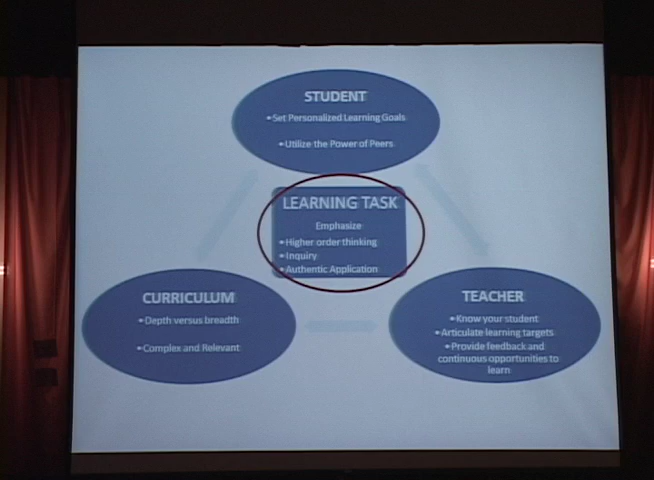 STUDENT
•Set Personalized Learning Goals
•Utilize the Power of Peers
LEARNING TASK
Emphasize
•Higher order thinking
•Inquiry
•Authentic Application
CURRICULUM
•Depth versus breadth
•Complex and Relevant
TEACHER
•Know your student
•Articulate learning targets
•Provide feedback and
continuous opportunities to
learn